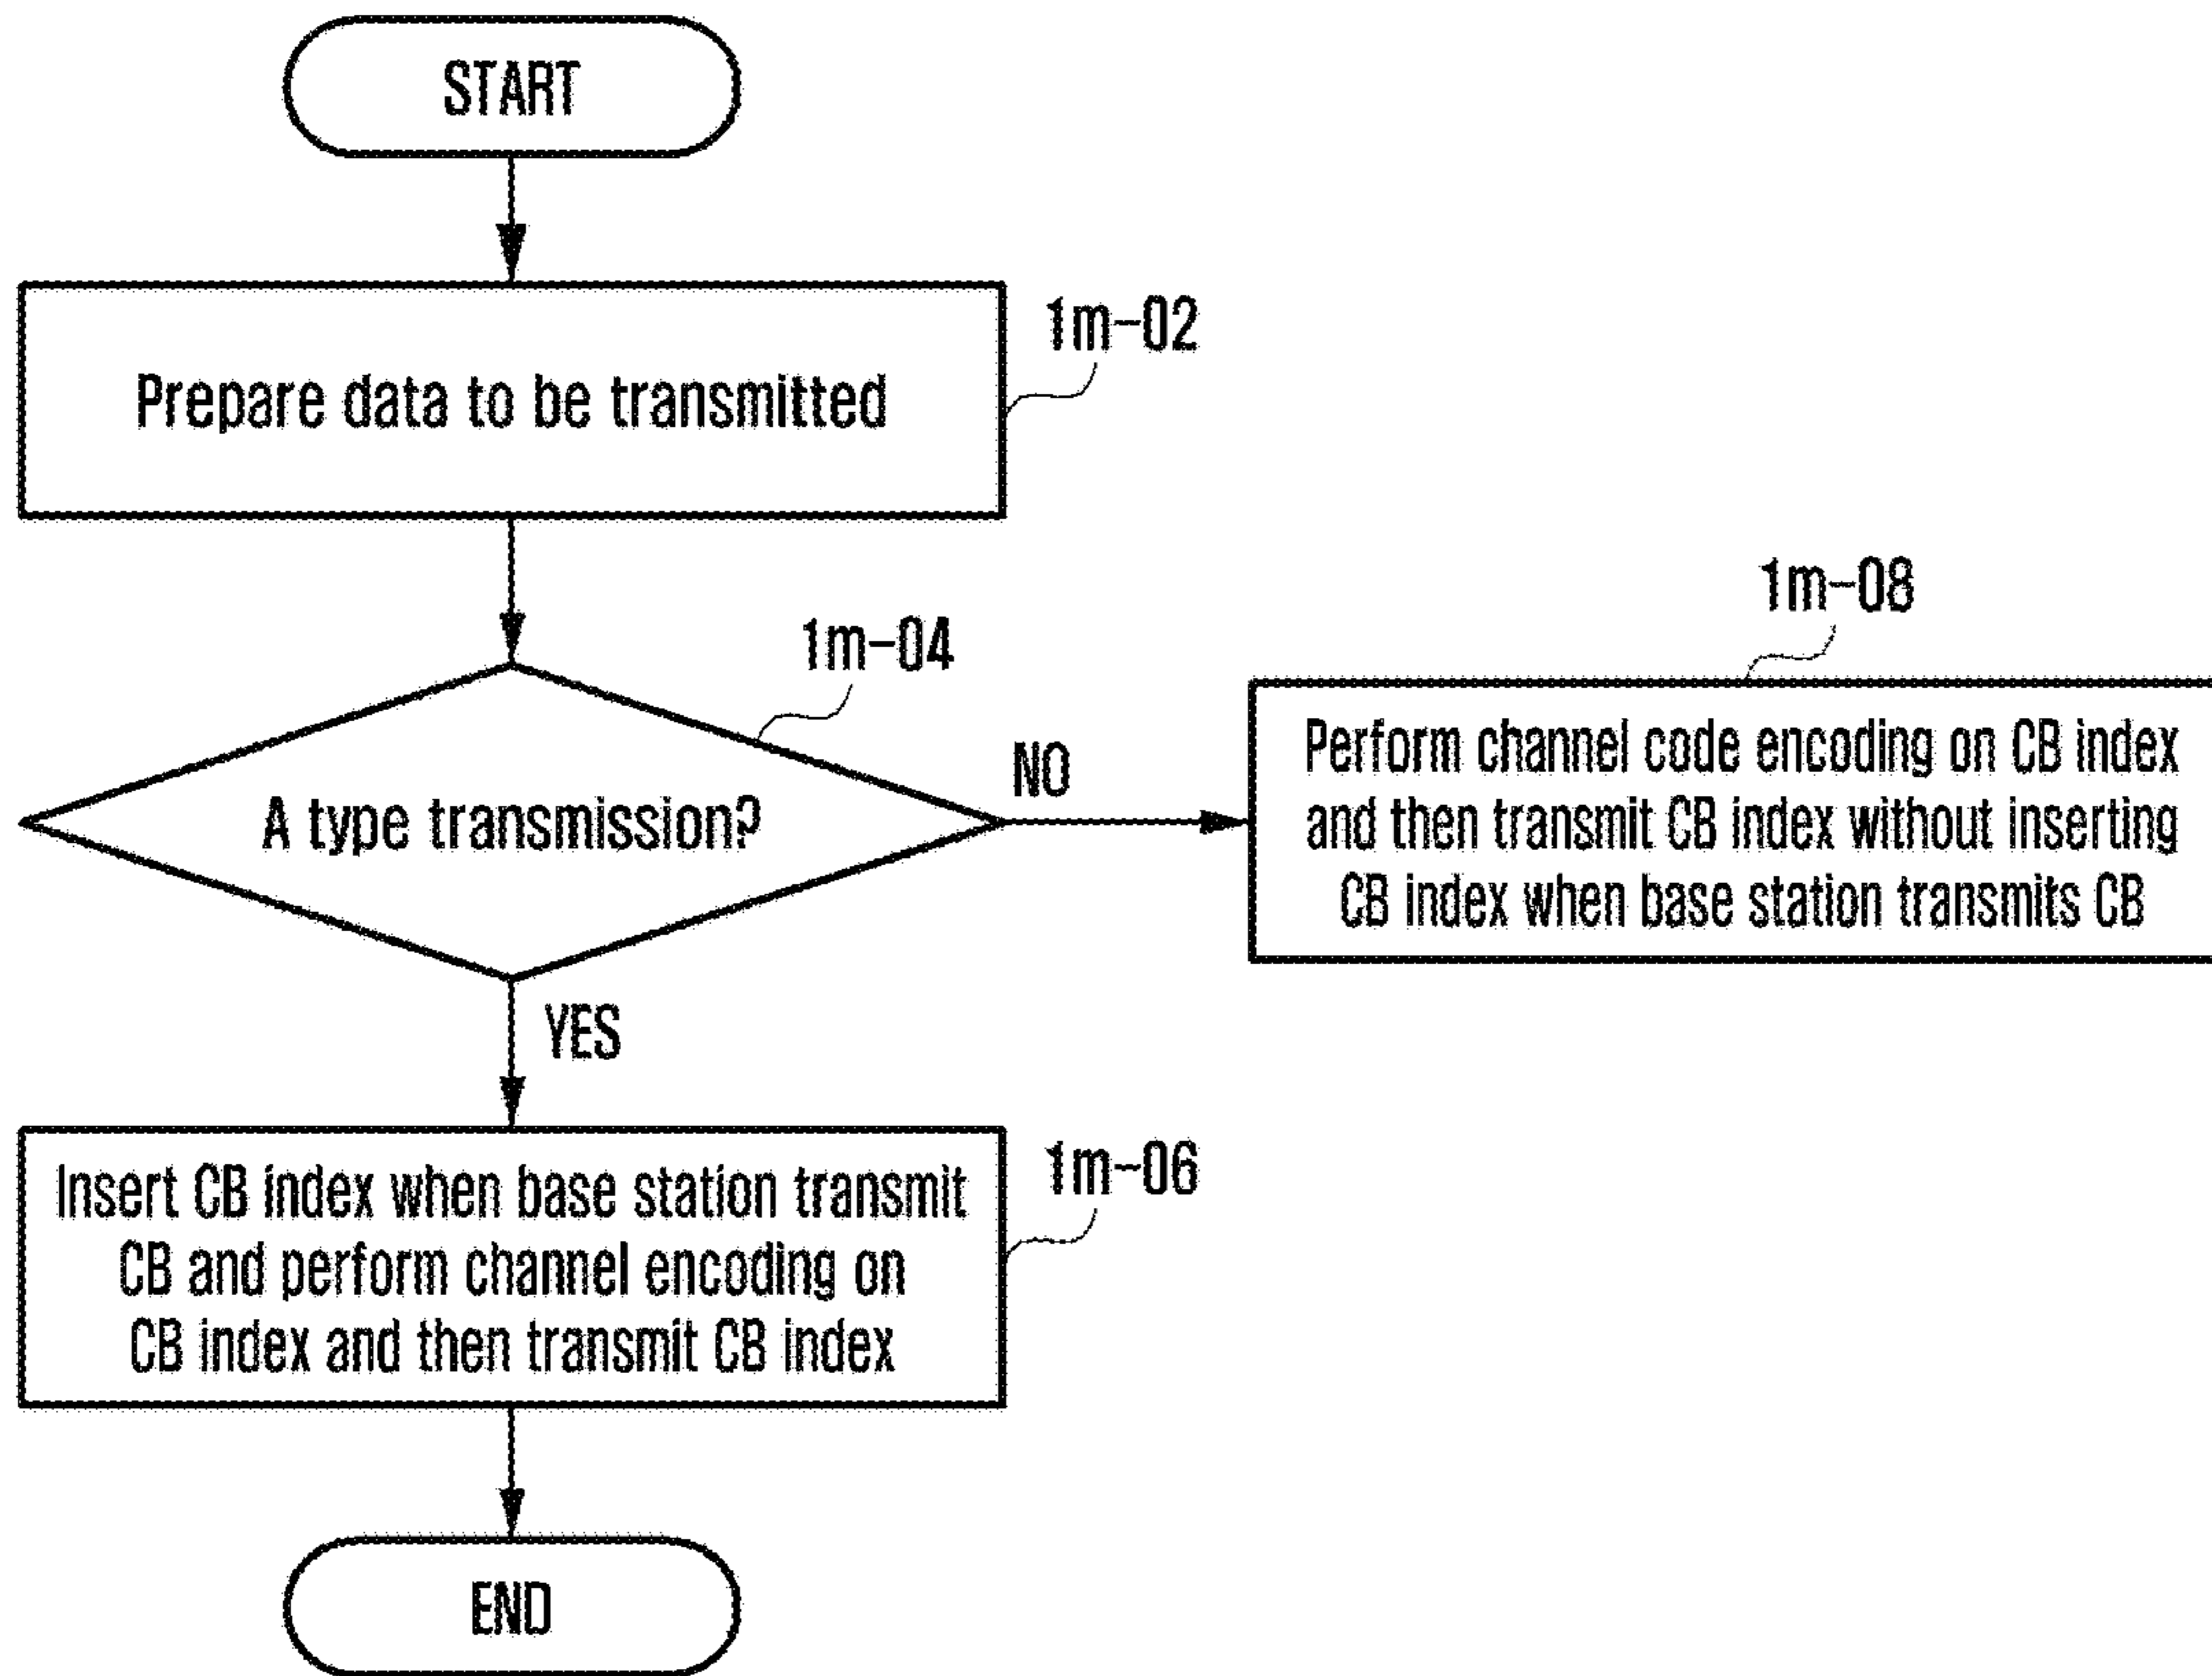 START
1m-02
Prepare data to be transmitted
1m-04
A type transmission?
NO
1m-08
Perform channel code encoding on CB index
and then transmit CB index without inserting
CB index when base station transmits CB
YES
1m-06
Insert CB index when base station transmit
CB and perform channel encoding on
CB index and then transmit CB index
END